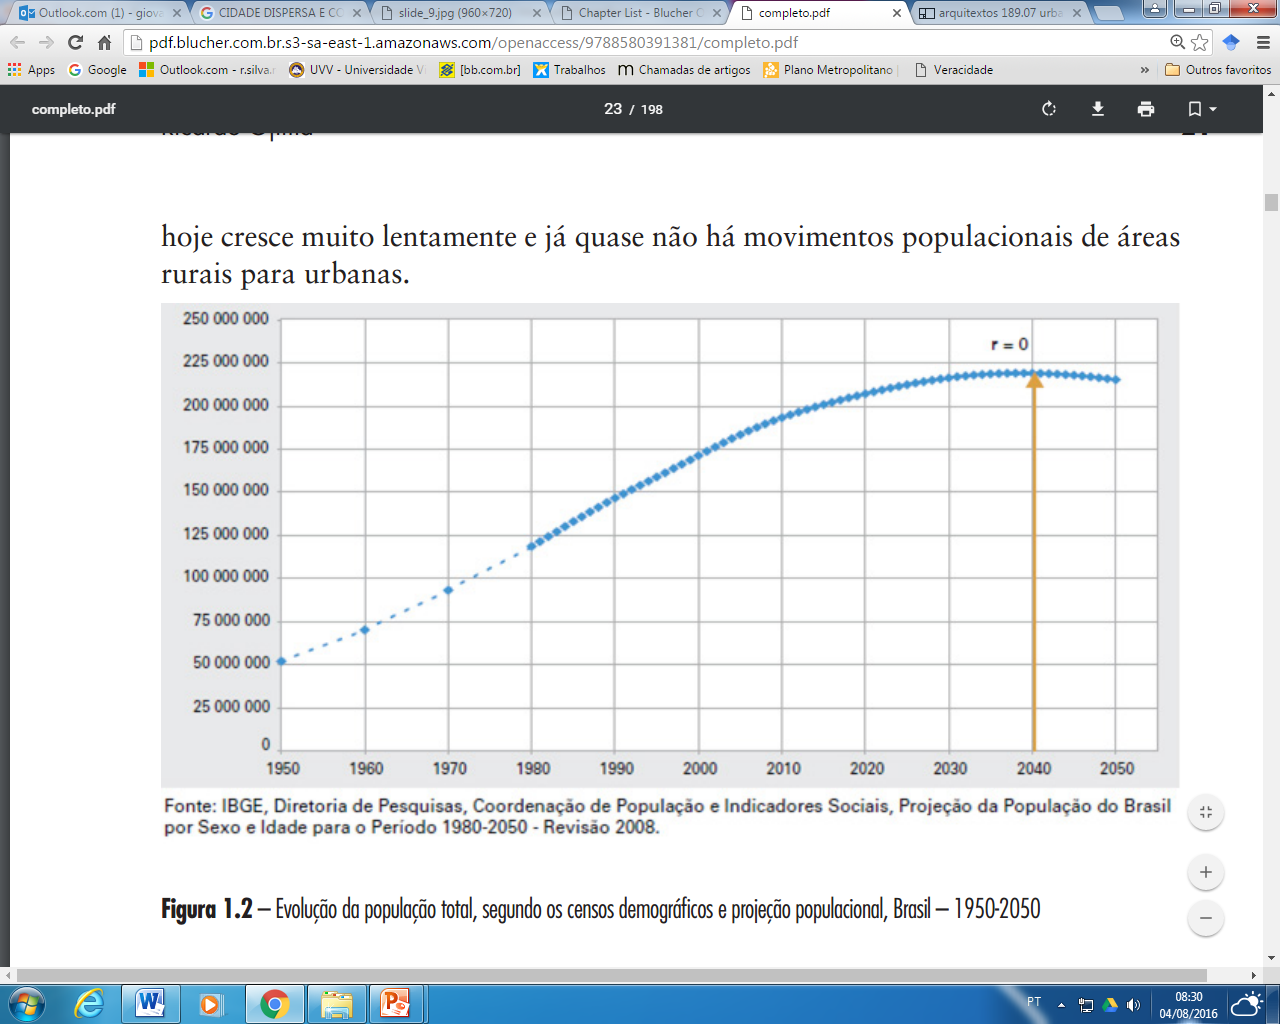 Outlook.com (1) - giova
CIDADE DISPERSA E CO
slide_9.jpg (960×720)
Chapter List - Blucher O
completo.pdf
arquitextos 189.07 urba
pdf.blucher.com.br.s3-sa-east-1.amazonaws.com/openaccess/9788580391381/completo.pdf
Apps
Google
Outlook.com - r.silva.r
UVV - Universidade Vi
[bb.com.br]
Trabalhos
Chamadas de artigos
Plano Metropolitano
Veracidade
»
Outros favoritos
completo.pdf
23 / 198
hoje cresce muito lentamente e já quase não há movimentos populacionais de áreas
rurais para urbanas.
250 000 000
225 000 000
200 000 000
175 000 000
150 000 000
125 000 000
100 000 000
75 000 000
50 000 000
25 000 000
0
r = 0
1950 1960 1970 1980 1990 2000 2010 2020 2030 2040 2050
Fonte: IBGE, Diretoria de Pesquisas, Coordenação de População e Indicadores Sociais, Projeção da População do Brasil
por Sexo e Idade para o Período 1980-2050 - Revisão 2008.
Figura 1.2 – Evolução da população total, segundo os censos demográficos e projeção populacional, Brasil – 1950-2050
PT
08:30
04/08/2016